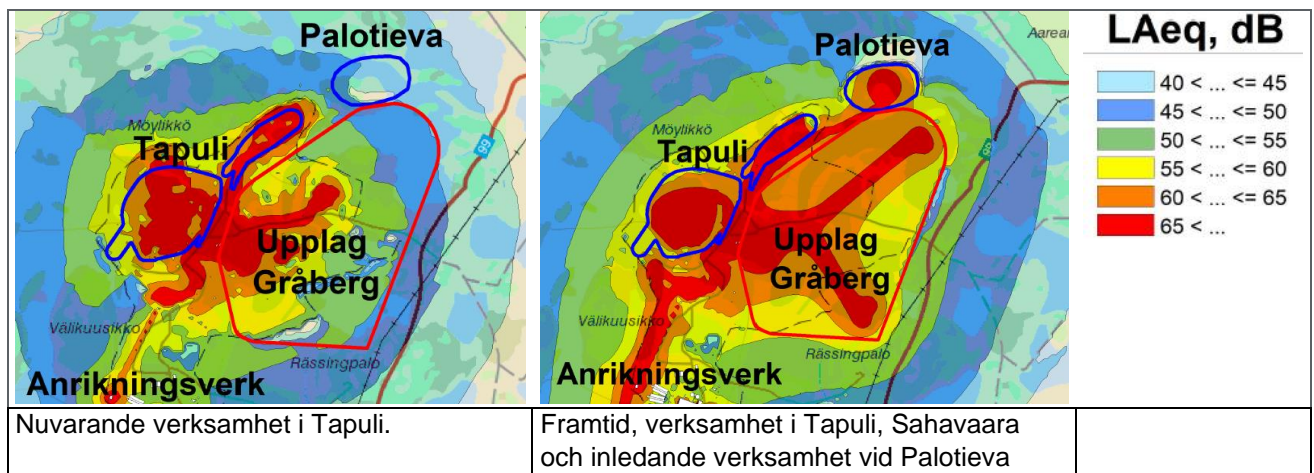 Palotieva
Möylikkö
Tapuli
99
Upplag
Gråberg
Välikuusikko
Rässingpalo
Anrikningsverk
Nuvarande verksamhet i Tapuli.
Palotieva
Möylikkö
Tapuli
99
Upplag
Gråberg
Välikuusikko
Rässingpalo
Anrikningsverk
Framtid, verksamhet i Tapuli, Sahavaara
och inledande verksamhet vid Palotieva
LAeq, dB
40 < ... <= 45
45 < ... <= 50
50 < ... <= 55
55 < ... <= 60
60 < ... <= 65
65 < ...